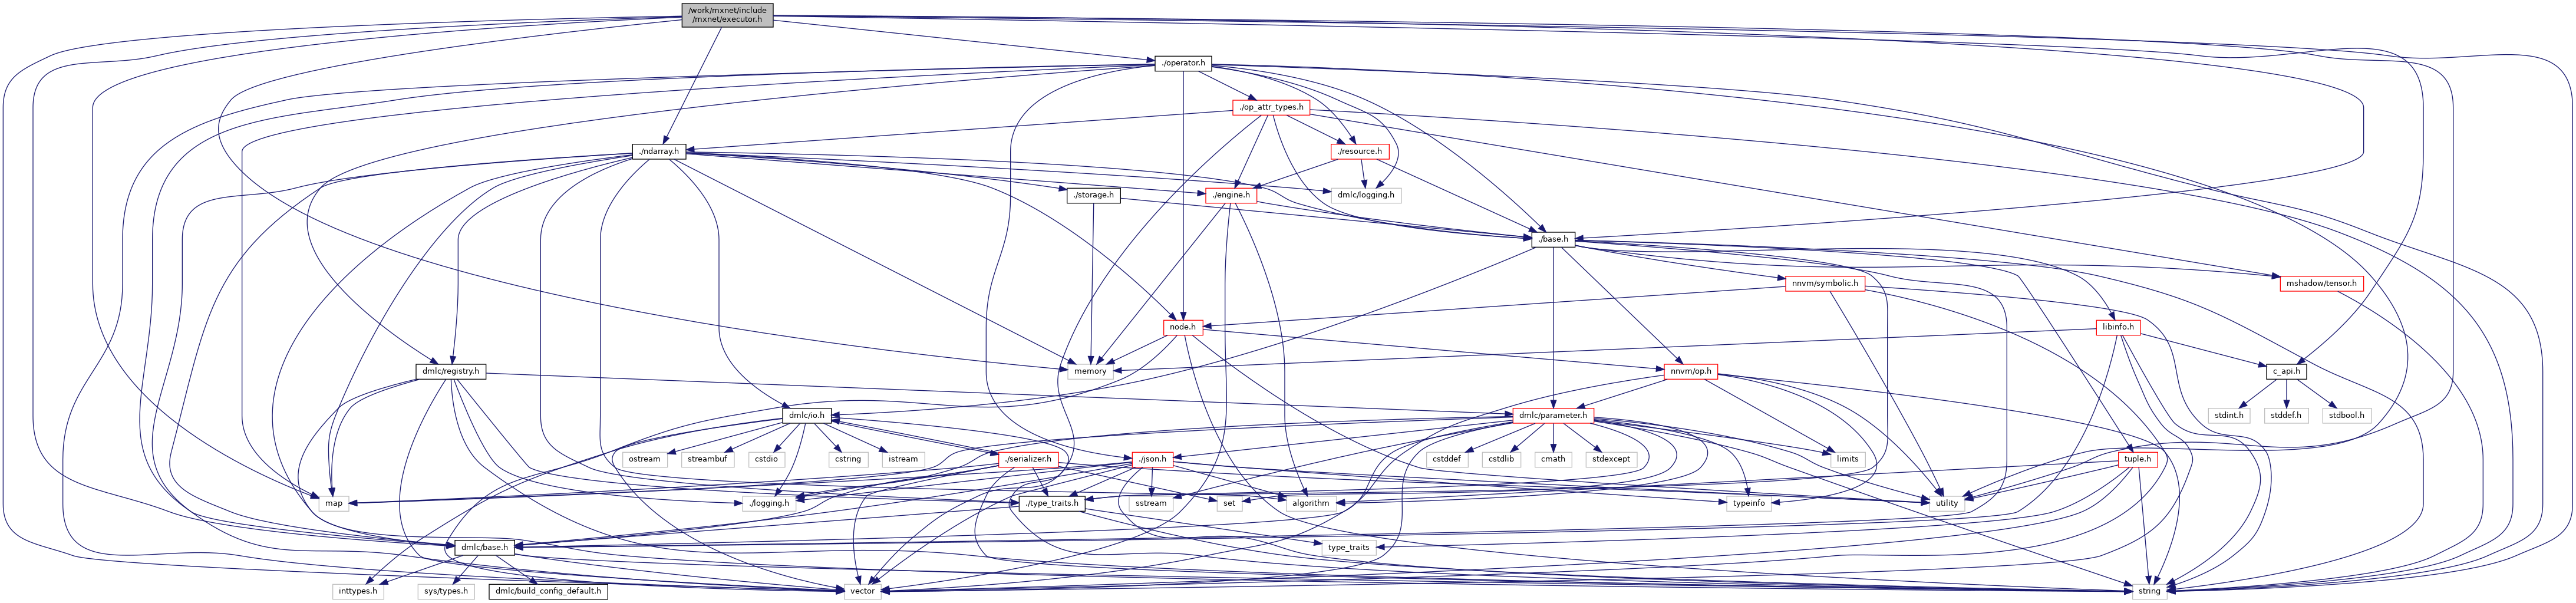 /work/mxnet/include
/mxnet/executor.h
./operator.h
./op_attr_types.h
./ndarray.h
./resource.h
./storage.h
./engine.h
dmlc/logging.h
./base.h
nnvm/symbolic.h
mshadow/tensor.h
node.h
libinfo.h
dmlc/registry.h
memory
nnvm/op.h
c_api.h
dmlc/io.h
dmlc/parameter.h
stdint.h
stddef.h
stdbool.h
ostream
streambuf
cstdio
cstring
istream
./serializer.h
./json.h
cstddef
cstdlib
cmath
stdexcept
limits
tuple.h
map
./logging.h
./type_traits.h
sstream
set
algorithm
typeinfo
utility
dmlc/base.h
type_traits
inttypes.h
sys/types.h
dmlc/build_config_default.h
vector
string